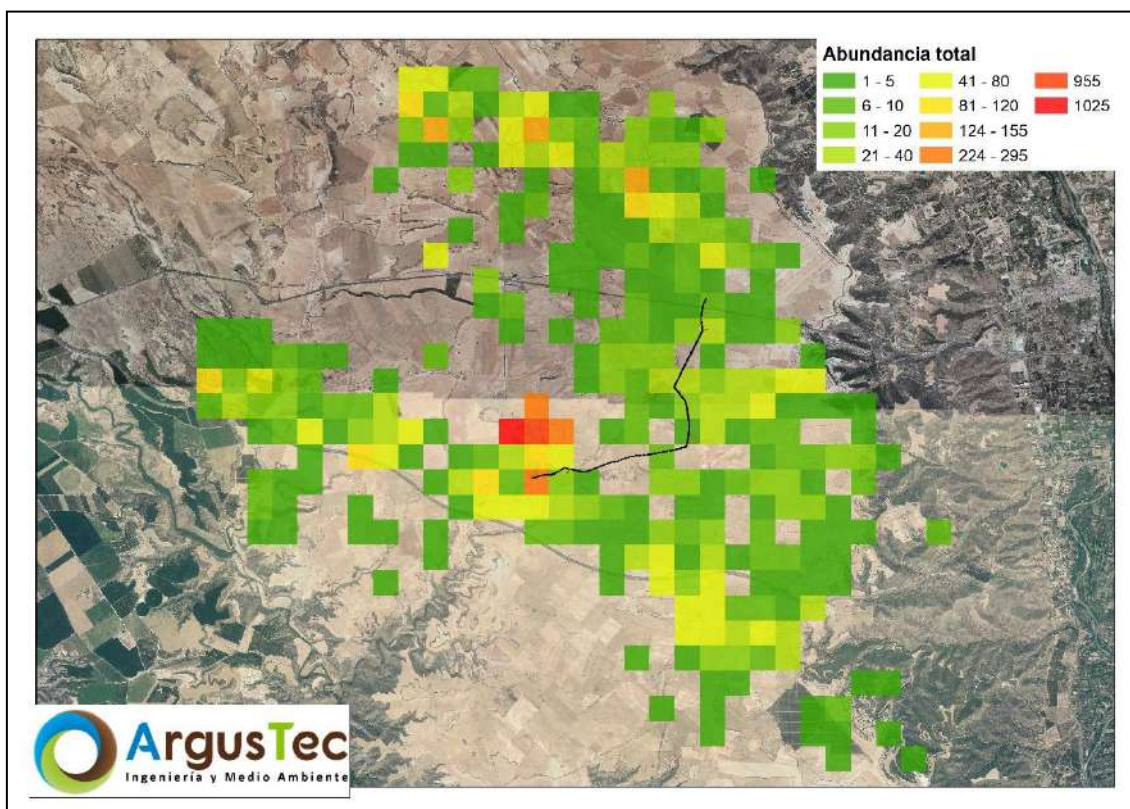 Abundancia total
1 - 5
6 - 10
11 - 20
21 - 40
41 - 80
81 - 120
124 - 155
224 - 295
955
1025
ArgusTec
Ingeniería y Medio Ambiente